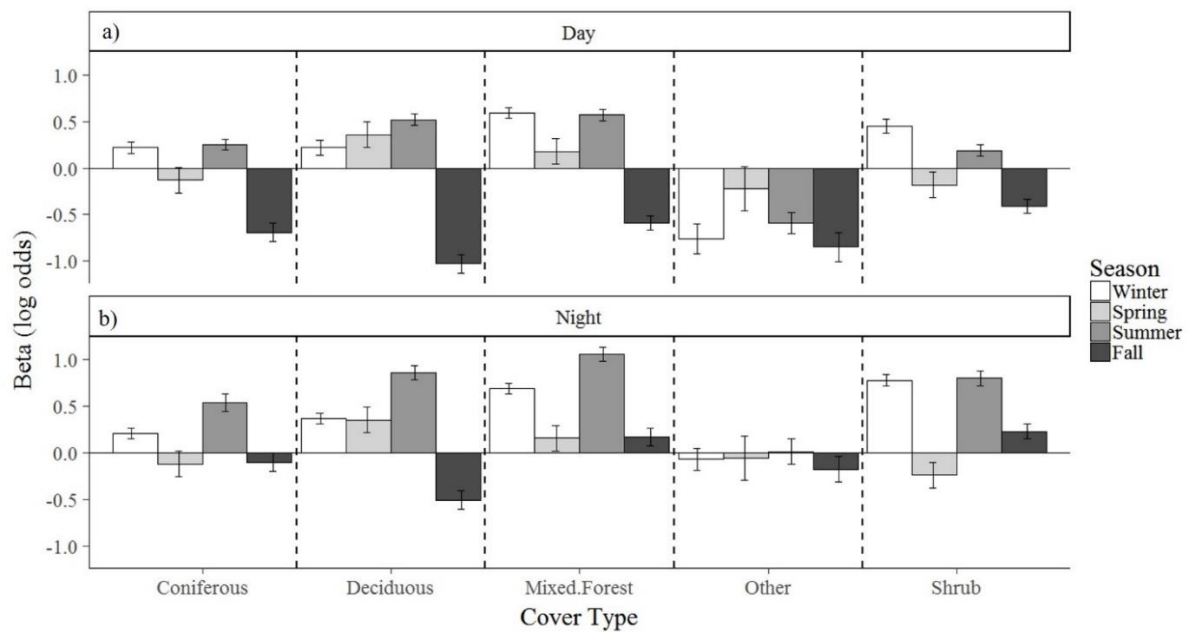 a)
Day
1.0
0.5
0.0
-0.5
-1.0
b)
Night
1.0
0.5
0.0
-0.5
-1.0
Beta (log odds)
Coniferous
Deciduous
Mixed.Forest
Other
Shrub
Cover Type
Season
Winter
Spring
Summer
Fall